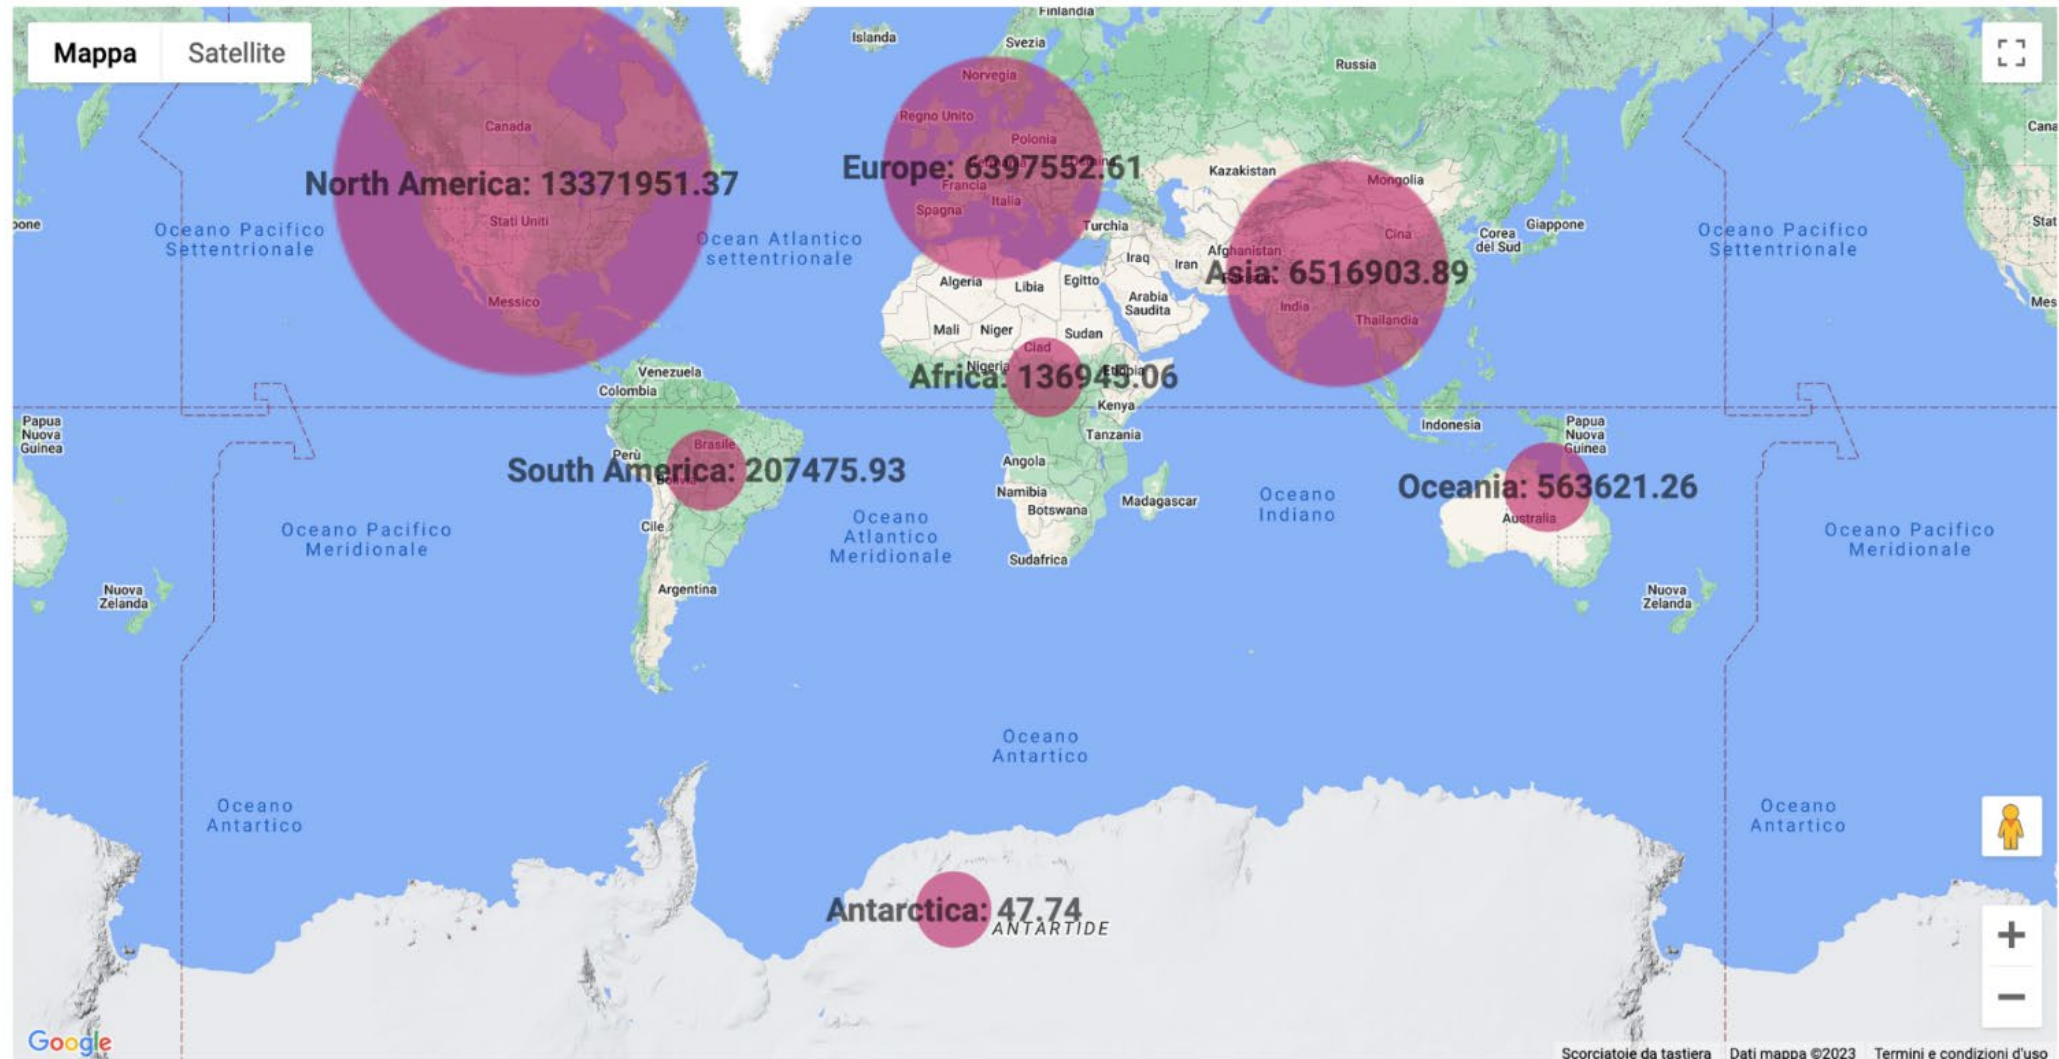 Mappa
Satellite
Finlandia
Islanda
Svezia
Russia
Norvegia
Regno Unito
Canada
Polonia
Cana
North America: 13371951.37
Europe: 6397552.61
Kazakistan
Mongolia
Francia
Italia
Spagna
Stati Uniti
Turchia
pone
Oceano Pacifico
Settentrionale
Ocean Atlantico
settentrionale
Cina
Corea
del Sud
Giappone
Oceano Pacifico
Settentrionale
Stat
Afghanistan
Iraq
Iran
Asia: 6516903.89
Algeria
Libia
Egitto
Arabia
Saudita
Messico
India
Thailandia
Mes
Mali
Niger
Sudan
Ciad
Nigeria
Etiopia
Africa: 136945.06
Venezuela
Colombia
Kenya
Papua
Nuova
Guinea
Indonesia
Papua
Nuova
Guinea
Tanzania
Brasile
Perù
South America: 207475.93
Bolivia
Angola
Oceania: 563621.26
Namibia
Botswana
Madagascar
Oceano
Indiano
Australia
Oceano Pacifico
Meridionale
Cile
Oceano
Atlantico
Meridionale
Oceano Pacifico
Meridionale
Sudafrica
Nuova
Zelanda
Argentina
Nuova
Zelanda
Oceano
Antartico
Oceano
Antartico
Oceano
Antartico
Antarctica: 47.74
ANTARTIDE
Google
Scorciatoie da tastiera
Dati mappa ©2023
Termini e condizioni d'uso